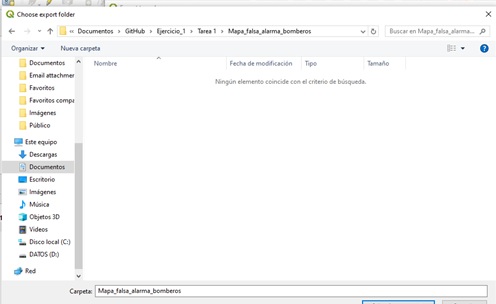 Choose export folder
« Documentos > GitHub > Ejercicio_1 > Tarea 1 > Mapa_falsa_alarma_bomberos
Buscar en Mapa_falsa_alarma...
Organizar
Nueva carpeta
Nombre
Fecha de modificación
Tipo
Tamaño
Ningún elemento coincide con el criterio de búsqueda.
Documentos
Email attachment
Favoritos
Favoritos compa
Imágenes
Público
Este equipo
Descargas
Documentos
Escritorio
Imágenes
Música
Objetos 3D
Videos
Disco local (C:)
DATOS (D:)
Red
Carpeta: Mapa_falsa_alarma_bomberos